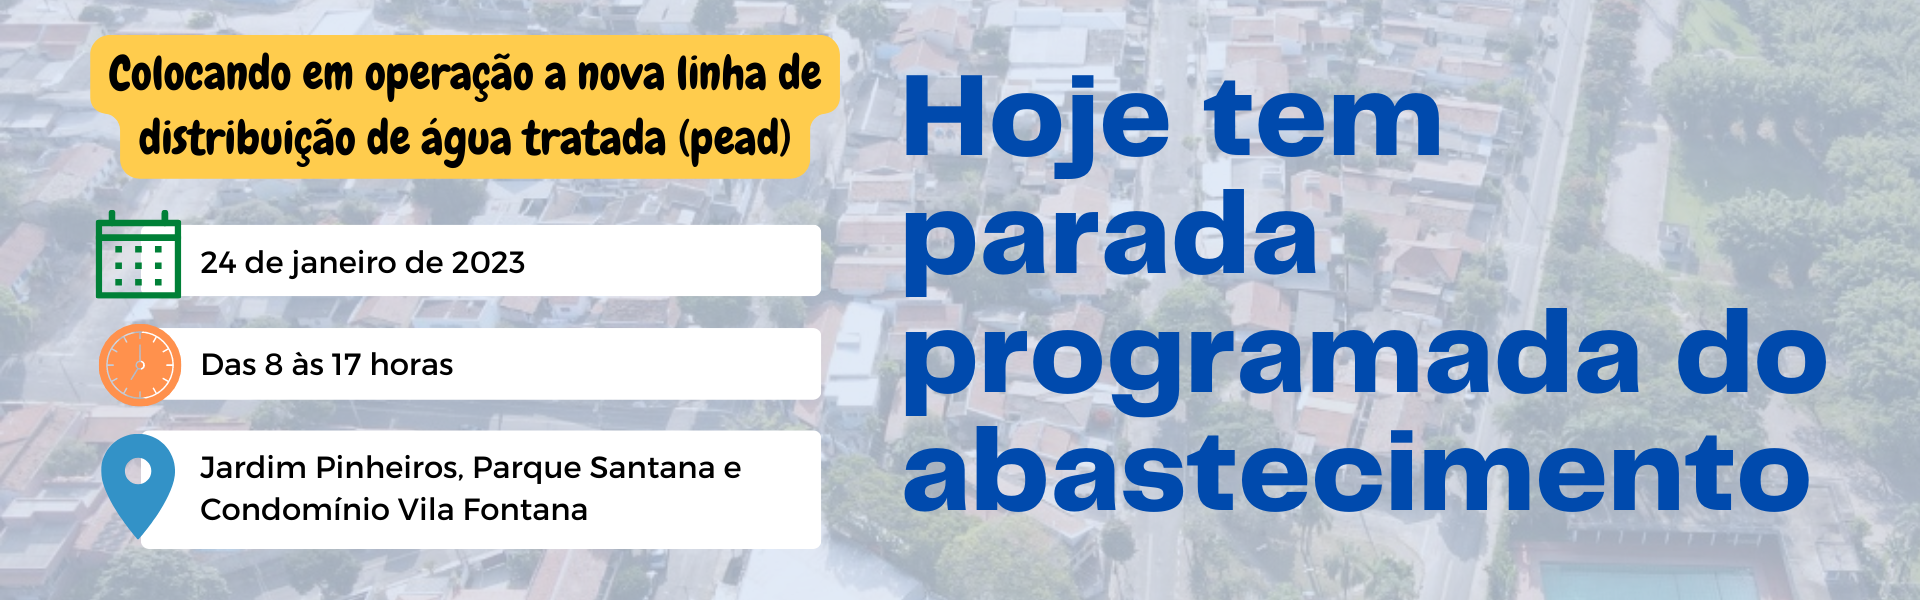 Colocando em operação a nova linha de
distribuição de água tratada (pead)
24 de janeiro de 2023
Das 8 às 17 horas
Jardim Pinheiros, Parque Santana e
Condomínio Vila Fontana
Hoje tem
parada
programada do
abastecimento